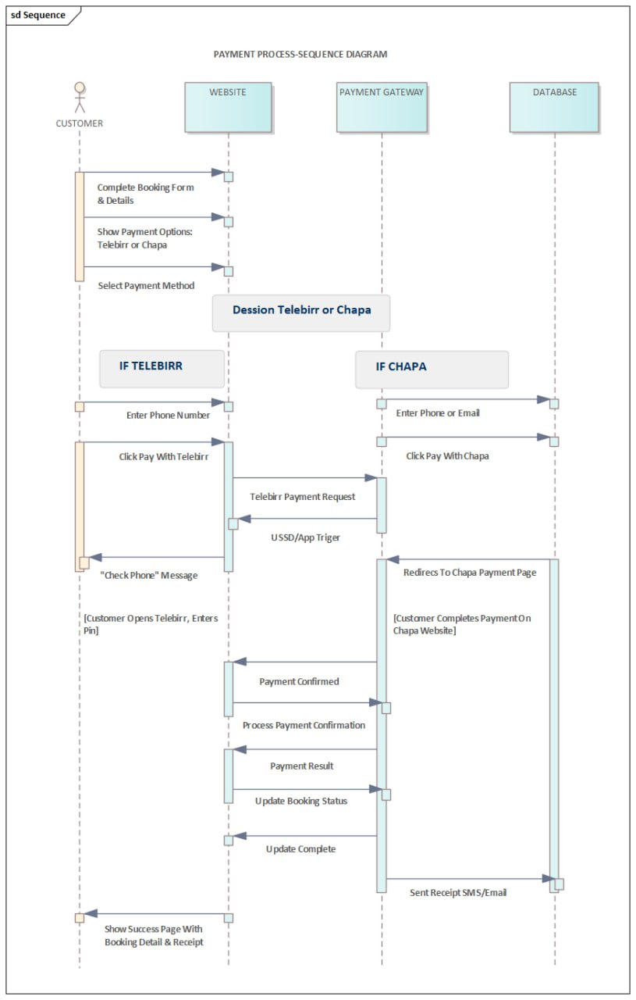 sd Sequence
PAYMENT PROCESS-SEQUENCE DIAGRAM
WEBSITE
PAYMENT GATEWAY
DATABASE
CUSTOMER
Complete Booking Form
& Details
Show Payment Options:
Telebirr or Chapa
Select Payment Method
Dession Telebirr or Chapa
IF TELEBIRR
IF CHAPA
Enter Phone Number
Enter Phone or Email
Click Pay With Telebirr
Click Pay With Chapa
Telebirr Payment Request
USSD/App Triger
"Check Phone" Message
Redirecs To Chapa Payment Page
[Customer Opens Telebirr, Enters
Pin]
[Customer Completes Payment On
Chapa Website]
Payment Confirmed
Process Payment Confirmation
Payment Result
Update Booking Status
Update Complete
Sent Receipt SMS/Email
Show Success Page With
Booking Detail & Receipt